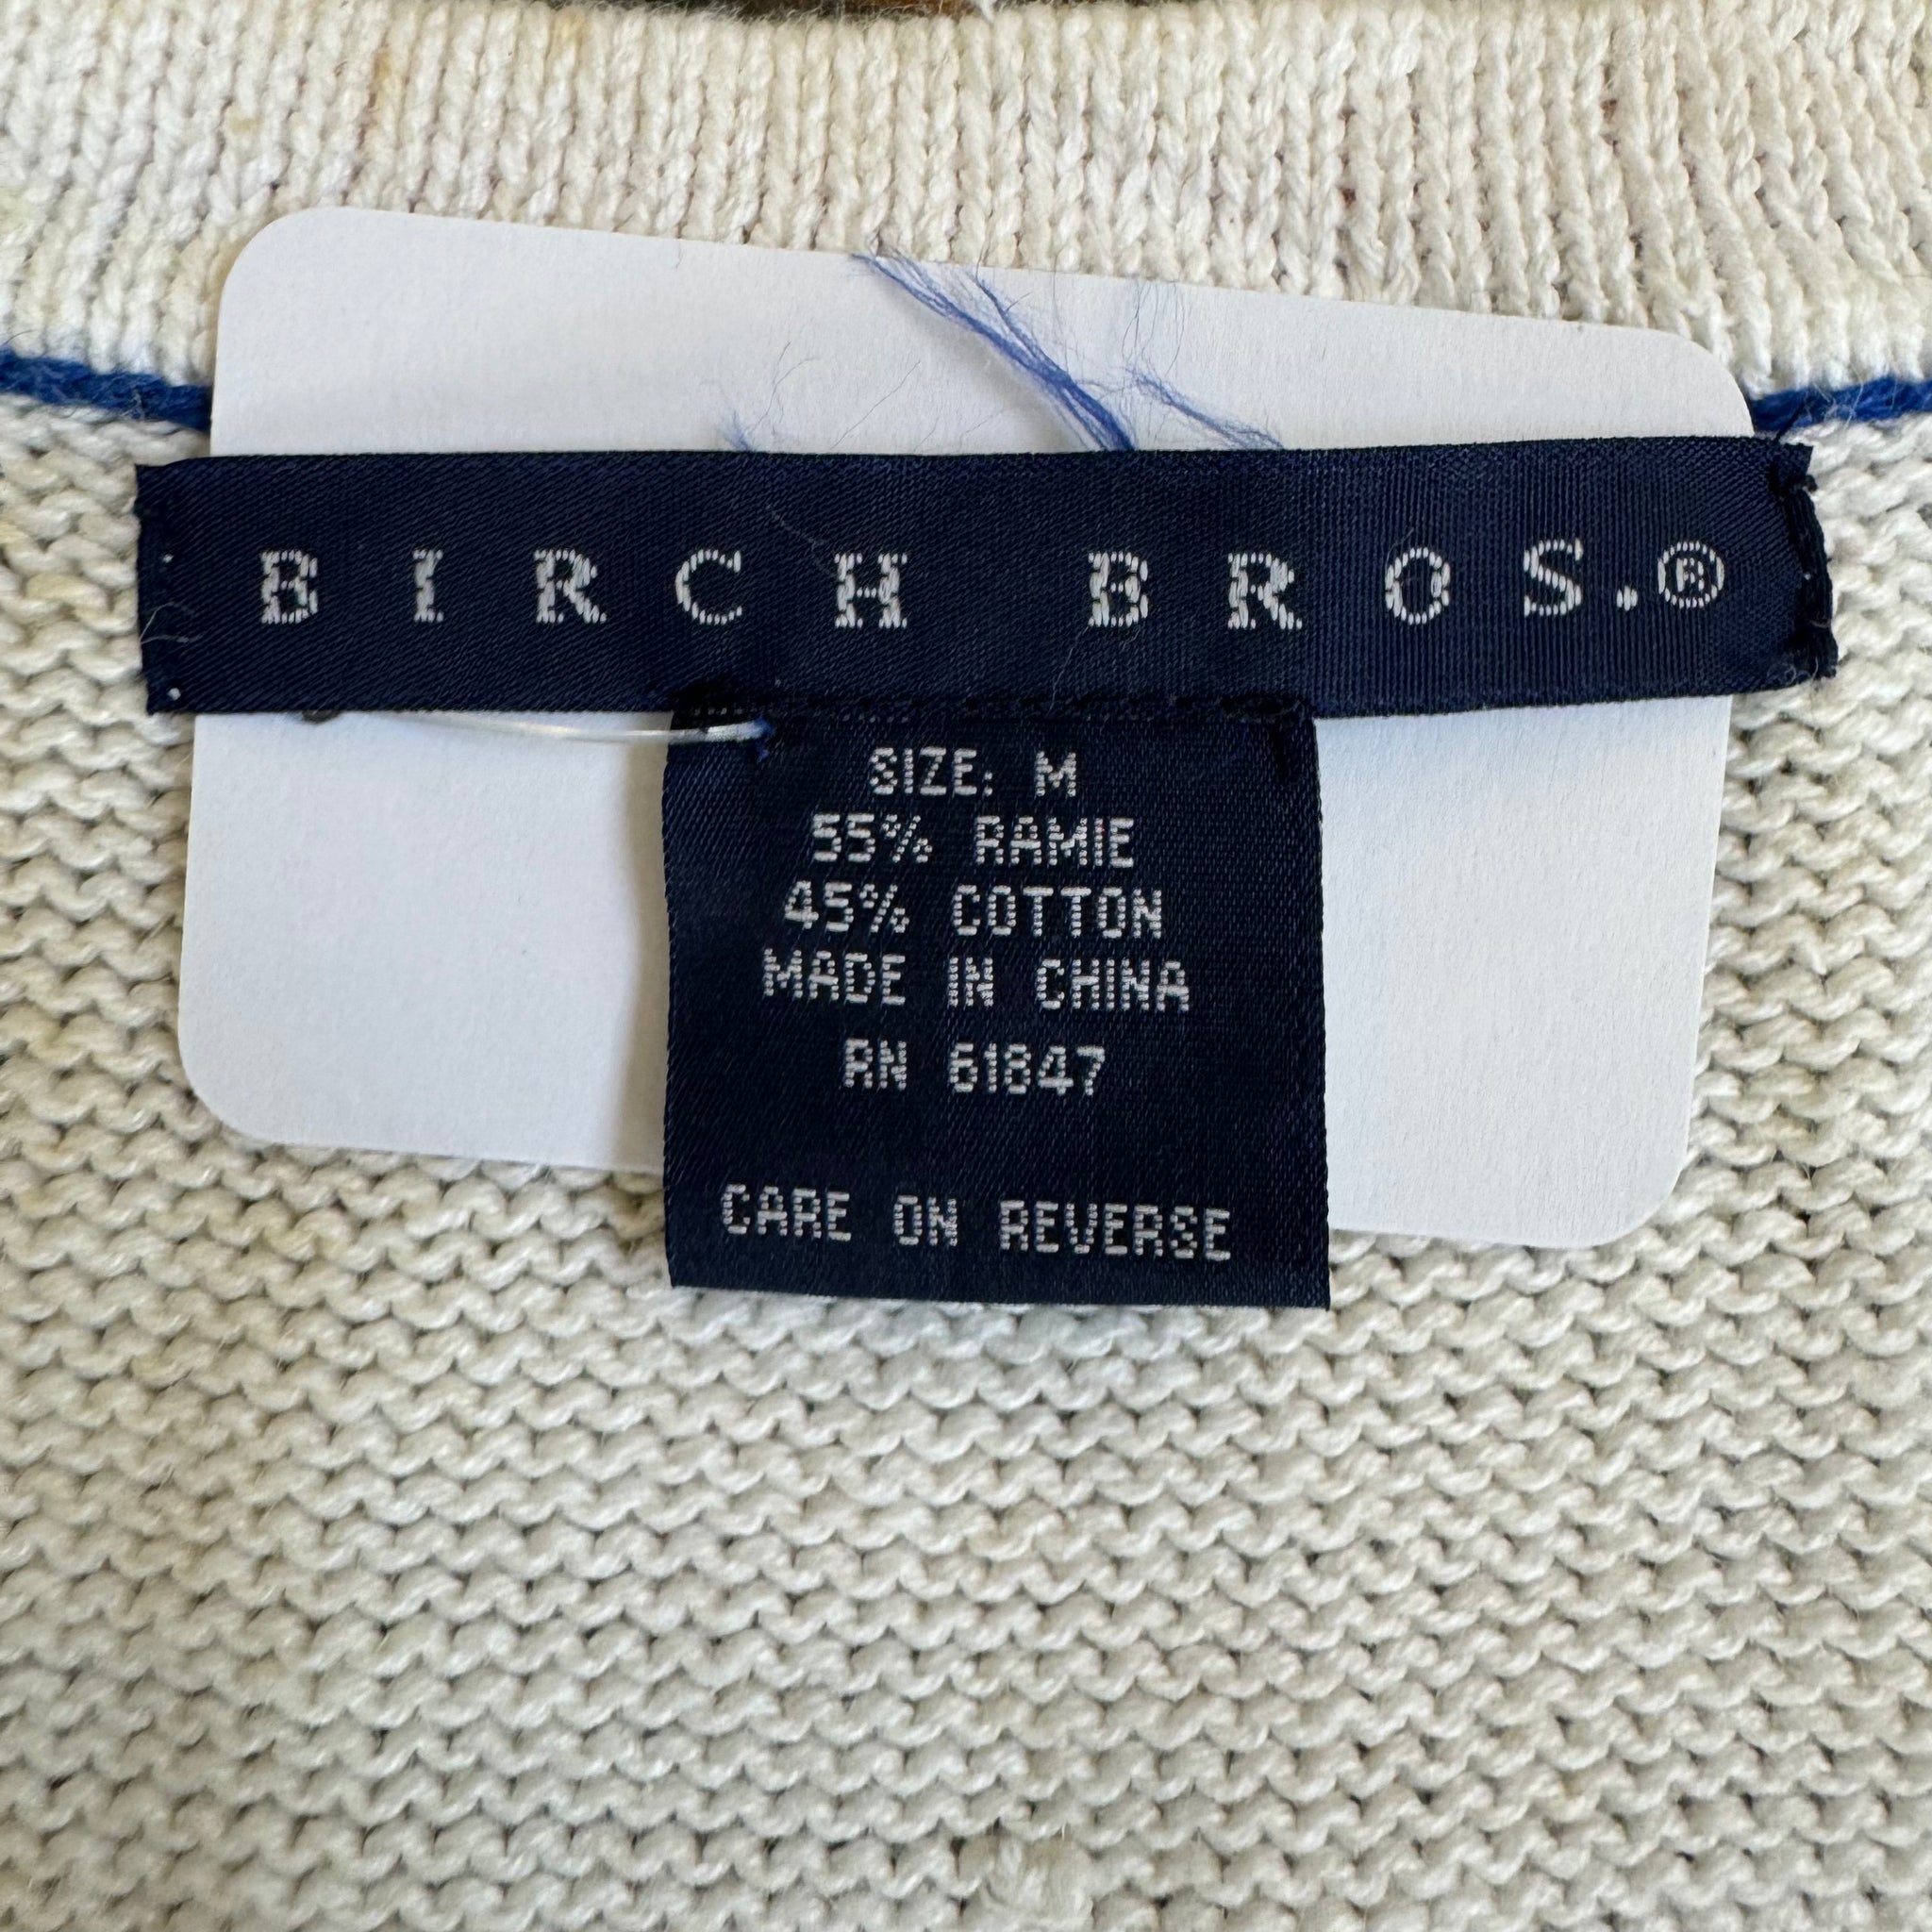 BIRCH BROS.®
SIZE: M
55% RAMIE
45% COTTON
MADE IN CHINA
RN 61847
CARE ON REVERSE